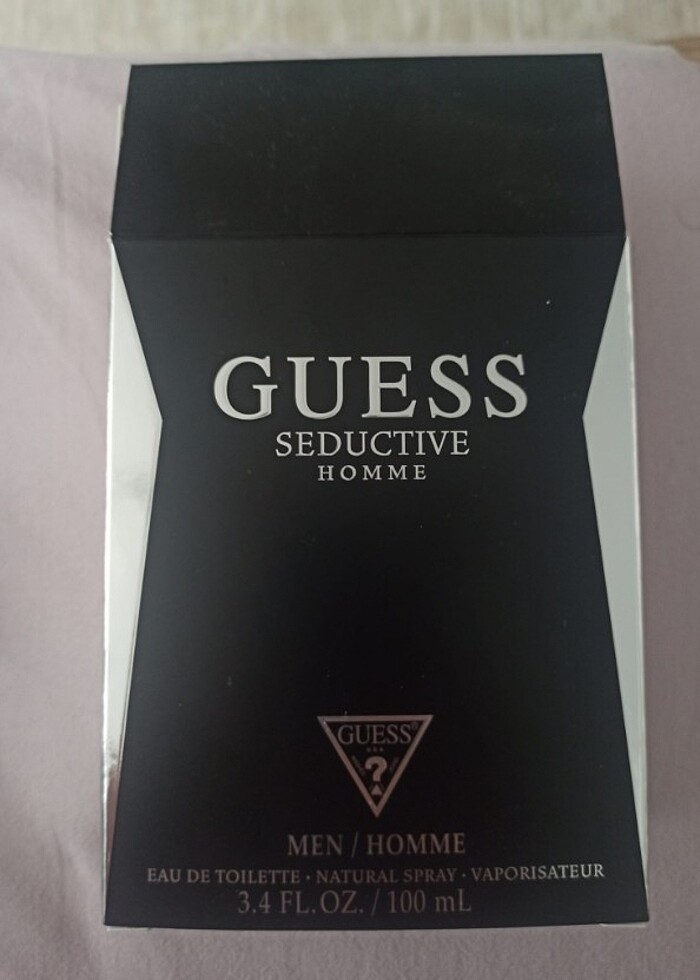 GUESS
SEDUCTIVE
HOMME
GUESS®
?
MEN / HOMME
EAU DE TOILETTE · NATURAL SPRAY · VAPORISATEUR
3.4 FL. OZ. / 100 mL